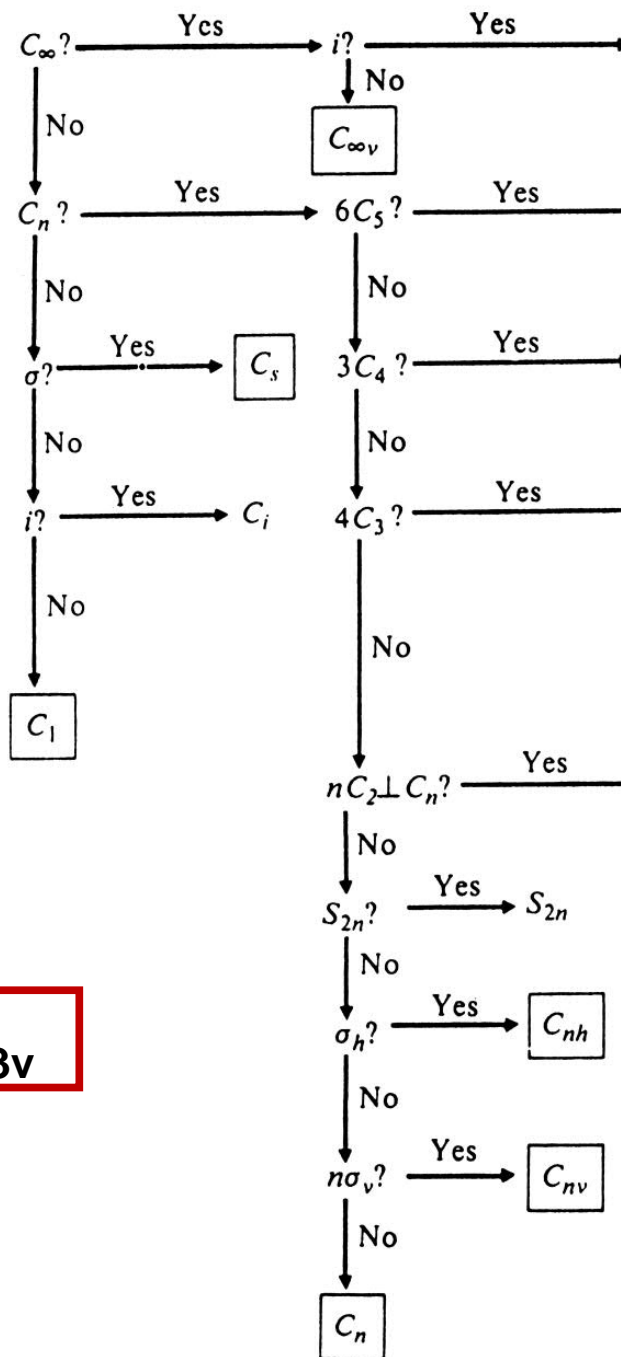 C∞? Yes i? Yes
No
No
C∞v
Cn? Yes 6C5? Yes
No
No
σ? Yes Cs 3C4? Yes
No
No
i? Yes Ci 4C3? Yes
No
No
C1
nC2⊥Cn? Yes
No
S2n? Yes S2n
No
σh? Yes Cnh
3v
No
nσv? Yes Cnv
No
Cn